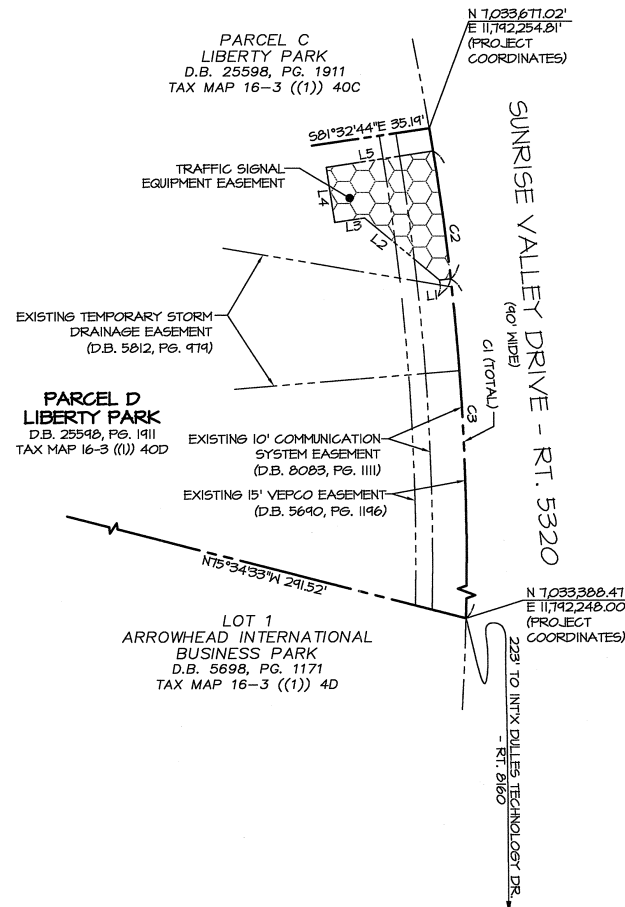 N 7,033,677.02'
E 11,792,254.81'
(PROJECT
COORDINATES)
PARCEL C
LIBERTY PARK
D.B. 25598, PG. 1911
TAX MAP 16-3 ((1)) 40C
S81°32'44"E 35.19'
TRAFFIC SIGNAL
EQUIPMENT EASEMENT
L5
L4
L3
L2
L1
C2
SUNRISE VALLEY DRIVE - RT. 5320
(90' WIDE)
C1 (TOTAL)
C3
EXISTING TEMPORARY STORM
DRAINAGE EASEMENT
(D.B. 5812, PG. 979)
PARCEL D
LIBERTY PARK
D.B. 25598, PG. 1911
TAX MAP 16-3 ((1)) 40D
EXISTING 10' COMMUNICATION
SYSTEM EASEMENT
(D.B. 8083, PG. 1111)
EXISTING 15' VEPCO EASEMENT
(D.B. 5690, PG. 1196)
N75°34'33"W 291.52'
N 7,033,388.47'
E 11,792,248.00'
(PROJECT
COORDINATES)
LOT 1
ARROWHEAD INTERNATIONAL
BUSINESS PARK
D.B. 5698, PG. 1171
TAX MAP 16-3 ((1)) 4D
223' TO INT'X DULLES TECHNOLOGY DR.
- RT. 8160